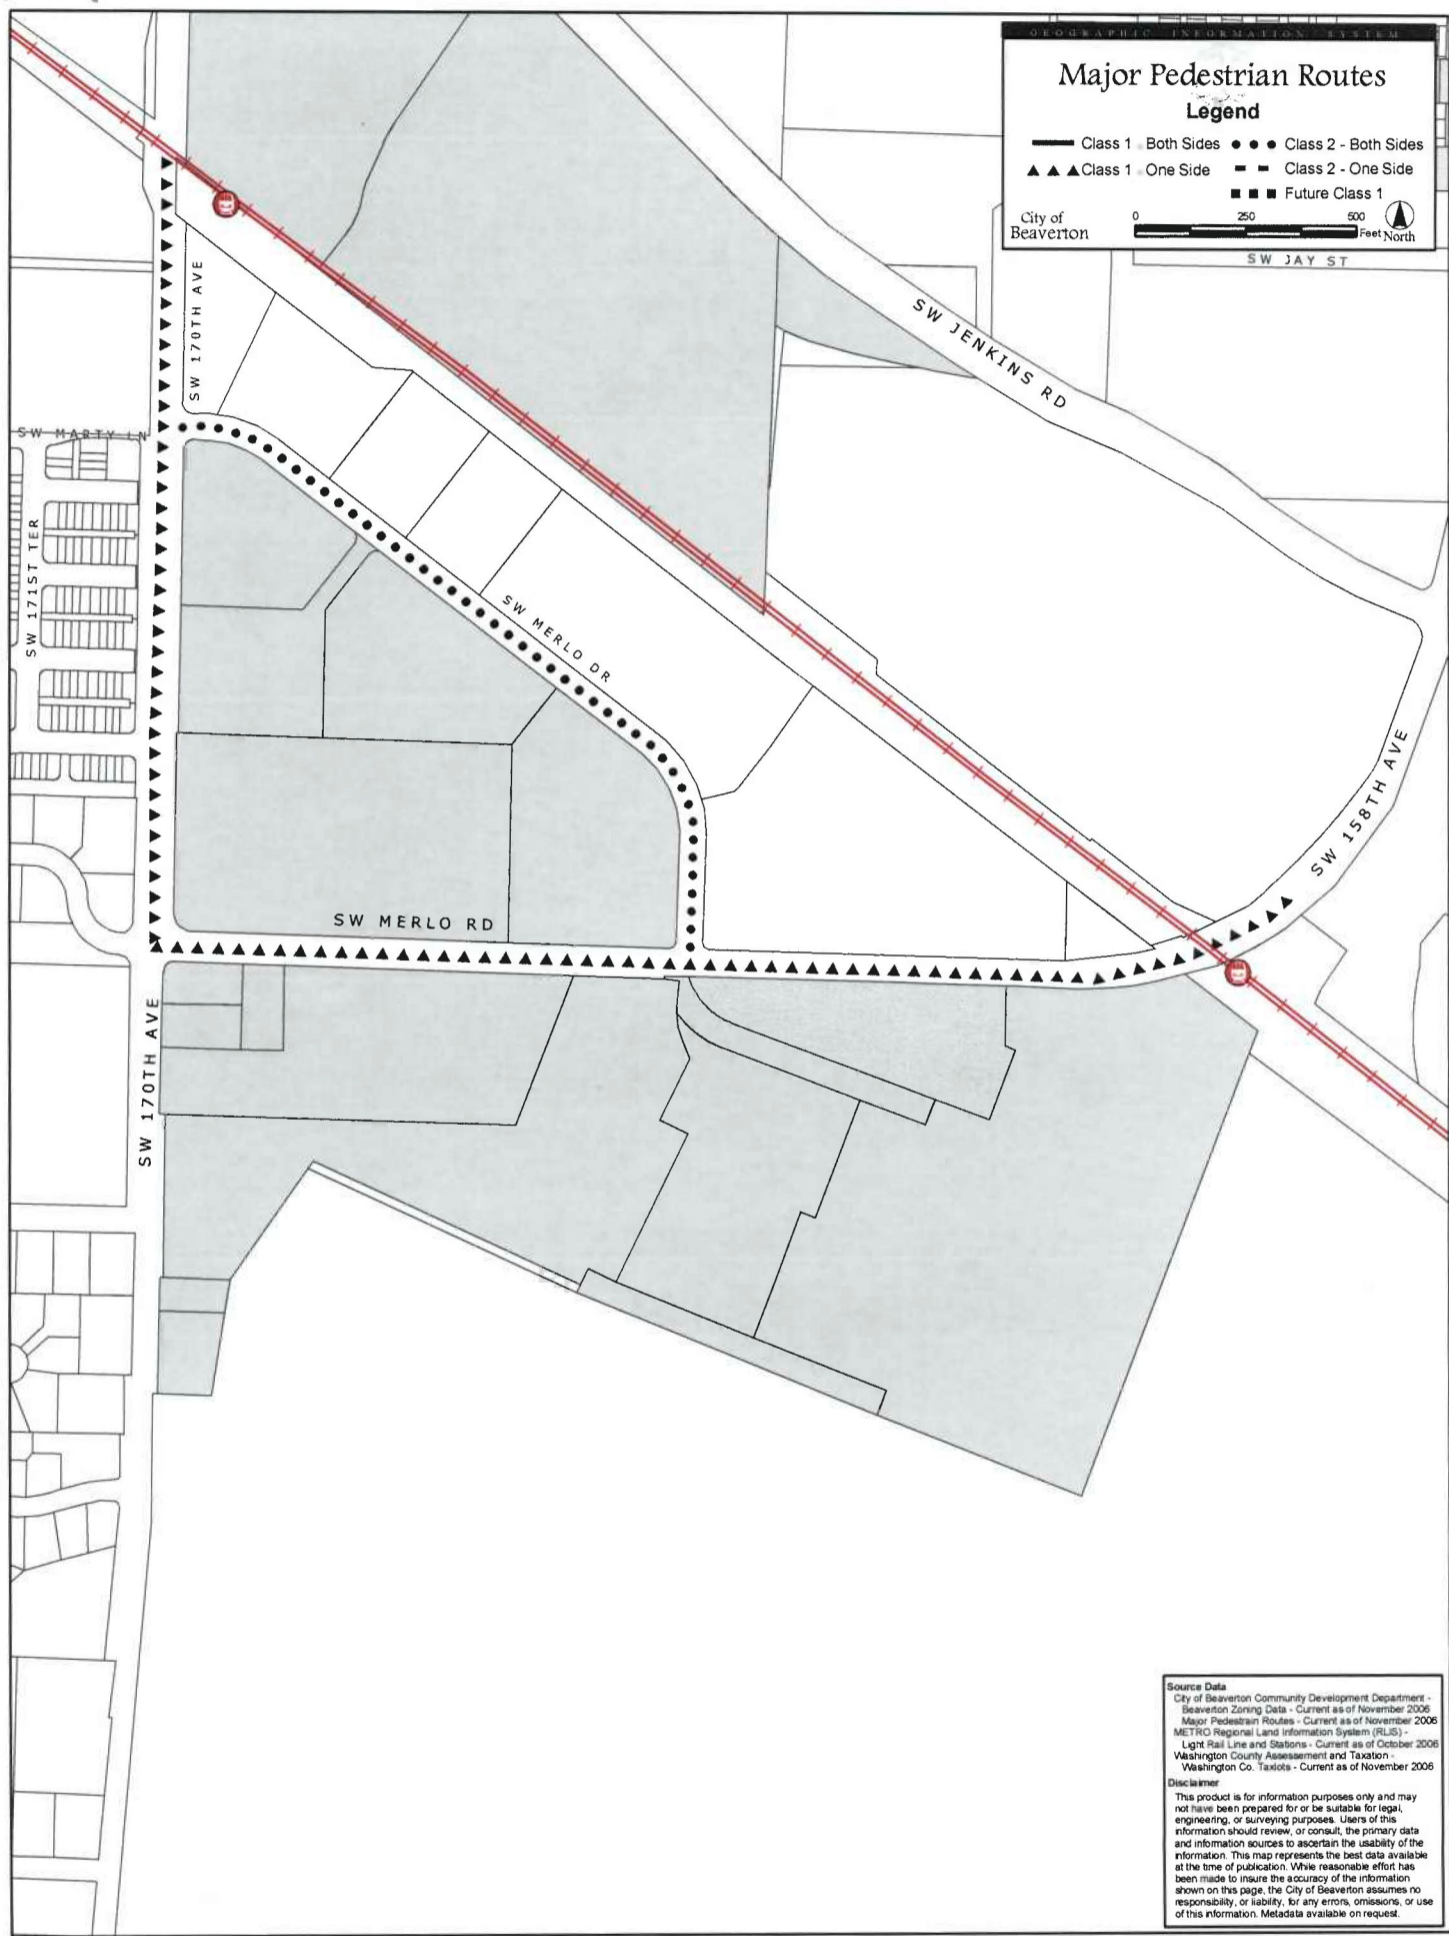 GEOGRAPHIC INFORMATION SYSTEM
Major Pedestrian Routes
Legend
Class 1 - Both Sides
Class 2 - Both Sides
Class 1 - One Side
Class 2 - One Side
Future Class 1
City of
Beaverton
0 250 500
Feet North
SW JAY ST
SW JENKINS RD
SW 170TH AVE
SW MARTY LN
SW 171ST TER
SW MERLO DR
SW 158TH AVE
SW MERLO RD
SW 170TH AVE
Source Data
City of Beaverton Community Development Department -
Beaverton Zoning Data - Current as of November 2006
Major Pedestrain Routes - Current as of November 2006
METRO Regional Land Information System (RLIS) -
Light Rail Line and Stations - Current as of October 2006
Washington County Assessement and Taxation -
Washington Co. Taxlots - Current as of November 2006
Disclaimer
This product is for information purposes only and may
not have been prepared for or be suitable for legal,
engineering, or surveying purposes. Users of this
information should review, or consult, the primary data
and information sources to ascertain the usability of the
information. This map represents the best data available
at the time of publication. While reasonable effort has
been made to insure the accuracy of the information
shown on this page, the City of Beaverton assumes no
responsibility, or liability, for any errors, omissions, or use
of this information. Metadata available on request.